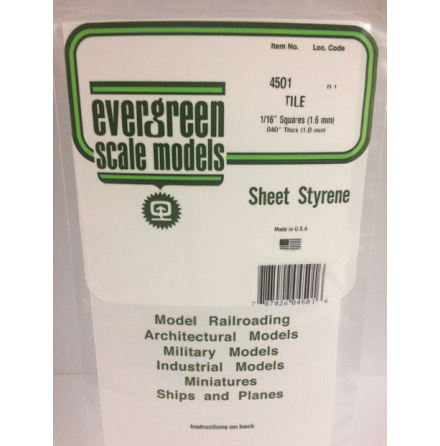 Item No. Loc. Code
4501
TILE
1/16" Squares (1.6 mm)
.040" Thick (1.0 mm)
evergreen
scale models
Sheet Styrene
Made in U.S.A
Model Railroading
Architectural Models
Military Models
Industrial Models
Miniatures
Ships and Planes
Instructions on back